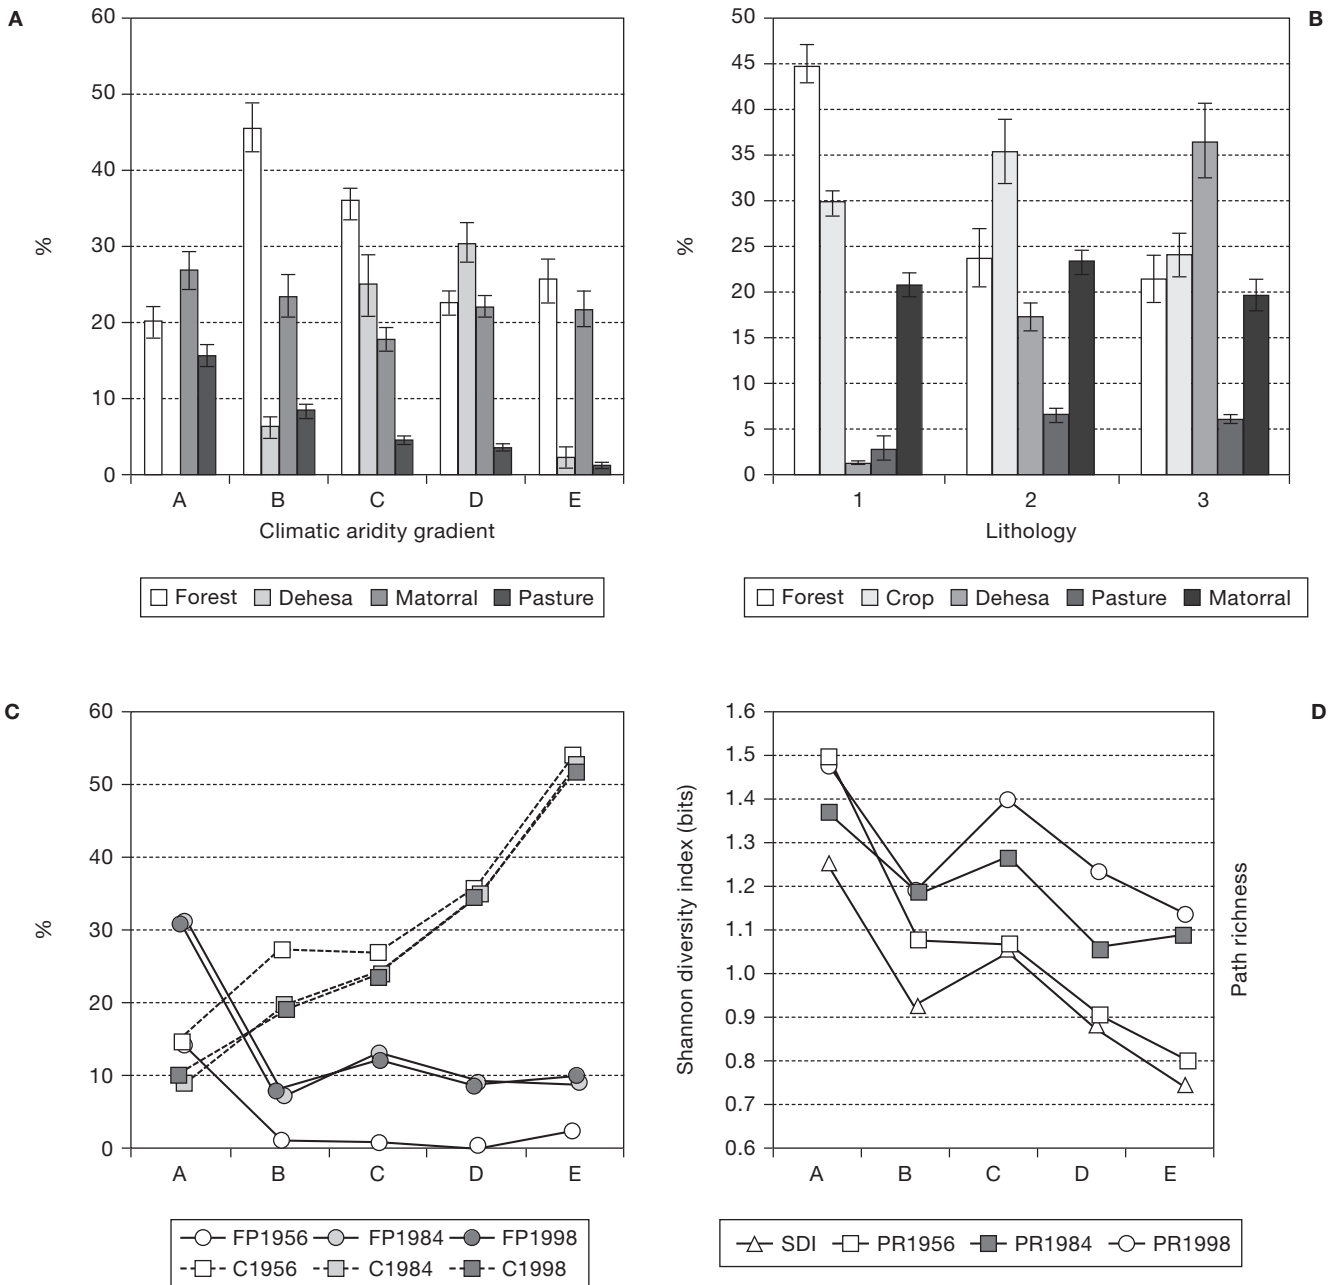 A
60
50
40
30
20
10
0
%
A B C D E
Climatic aridity gradient
Forest Dehesa Matorral Pasture
B
50
45
40
35
30
25
20
15
10
5
0
%
1 2 3
Lithology
Forest Crop Dehesa Pasture Matorral
C
60
50
40
30
20
10
0
%
A B C D E
FP1956 FP1984 FP1998
C1956 C1984 C1998
D
1.6
1.5
1.4
1.3
1.2
1.1
1.0
0.9
0.8
0.7
0.6
Shannon diversity index (bits)
Path richness
A B C D E
SDI PR1956 PR1984 PR1998